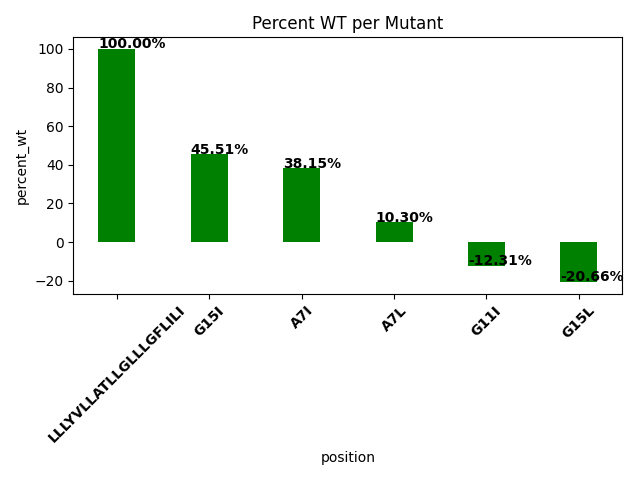 Percent WT per Mutant
percent_wt
100
80
60
40
20
0
−20
100.00%
45.51%
38.15%
10.30%
-12.31%
-20.66%
LLLYVLLATLLGLLLGFLILI
G15I
A7I
A7L
G11I
G15L
position